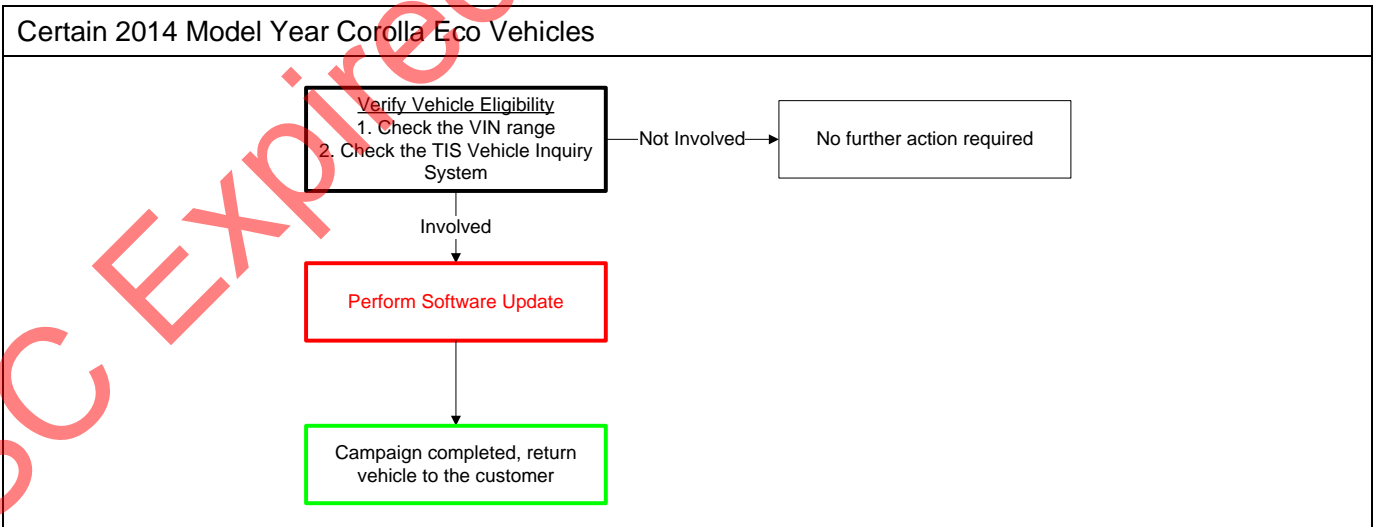 Certain 2014 Model Year Corolla Eco Vehicles
Verify Vehicle Eligibility
1. Check the VIN range
2. Check the TIS Vehicle Inquiry
System
Not Involved
No further action required
Involved
Perform Software Update
Campaign completed, return
vehicle to the customer
SC Expired